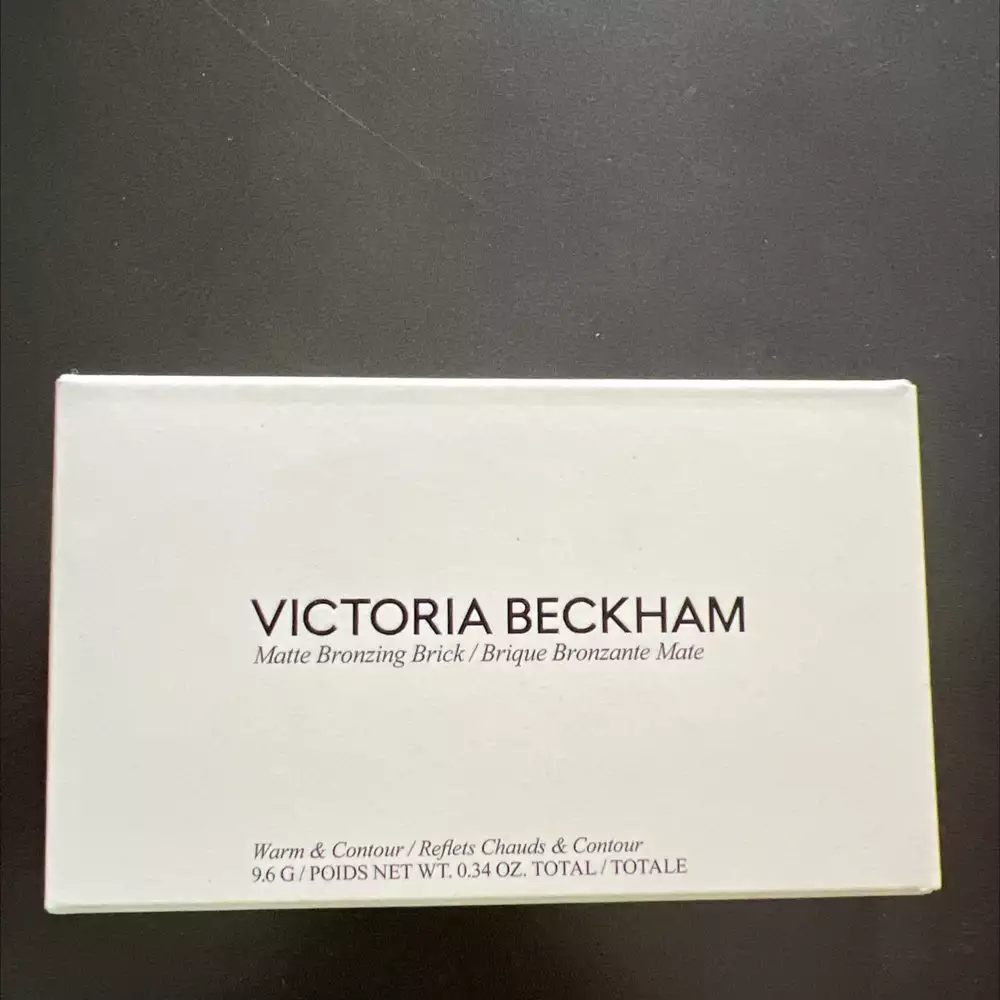 VICTORIA BECKHAM
Matte Bronzing Brick / Brique Bronzante Mate
Warm & Contour / Reflets Chauds & Contour
9.6 G / POIDS NET WT. 0.34 OZ. TOTAL / TOTALE